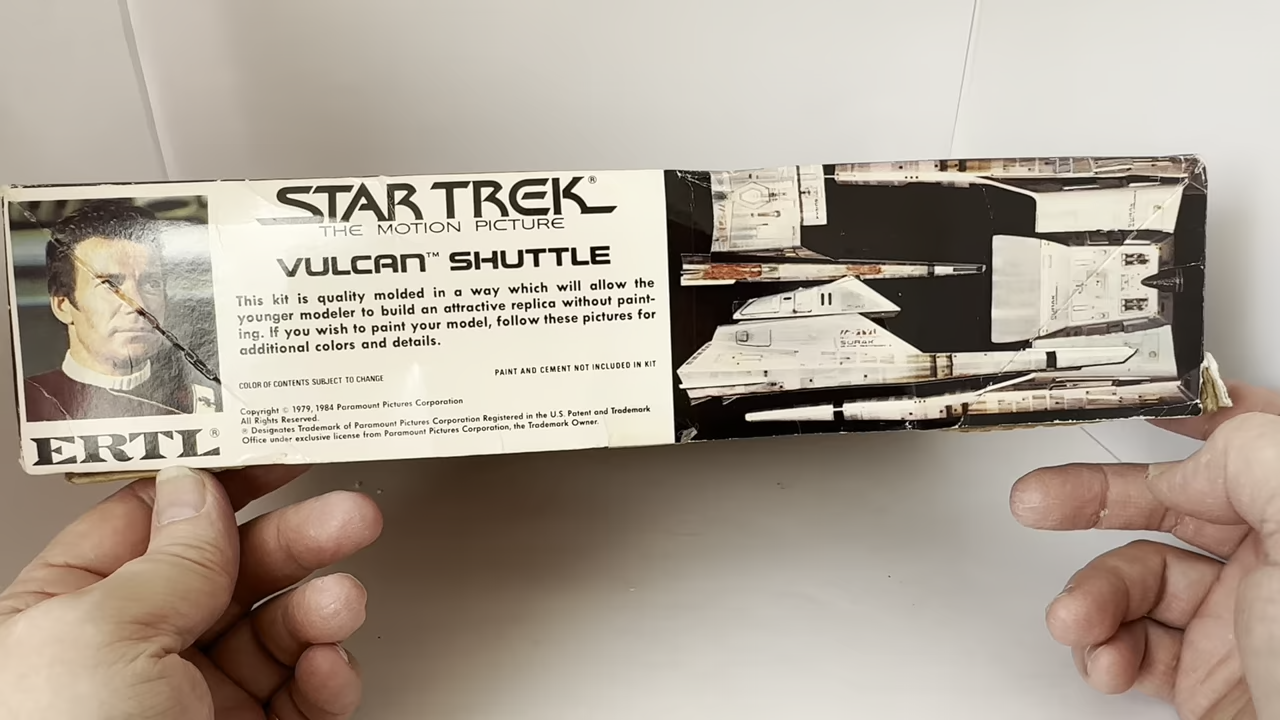 STAR TREK®
THE MOTION PICTURE
VULCAN™ SHUTTLE
This kit is quality molded in a way which will allow the
younger modeler to build an attractive replica without paint-
ing. If you wish to paint your model, follow these pictures for
additional colors and details.
COLOR OF CONTENTS SUBJECT TO CHANGE
PAINT AND CEMENT NOT INCLUDED IN KIT
Copyright © 1979, 1984 Paramount Pictures Corporation
All Rights Reserved.
® Designates Trademark of Paramount Pictures Corporation Registered in the U.S. Patent and Trademark
Office under exclusive license from Paramount Pictures Corporation, the Trademark Owner.
ERTL®
SURAK